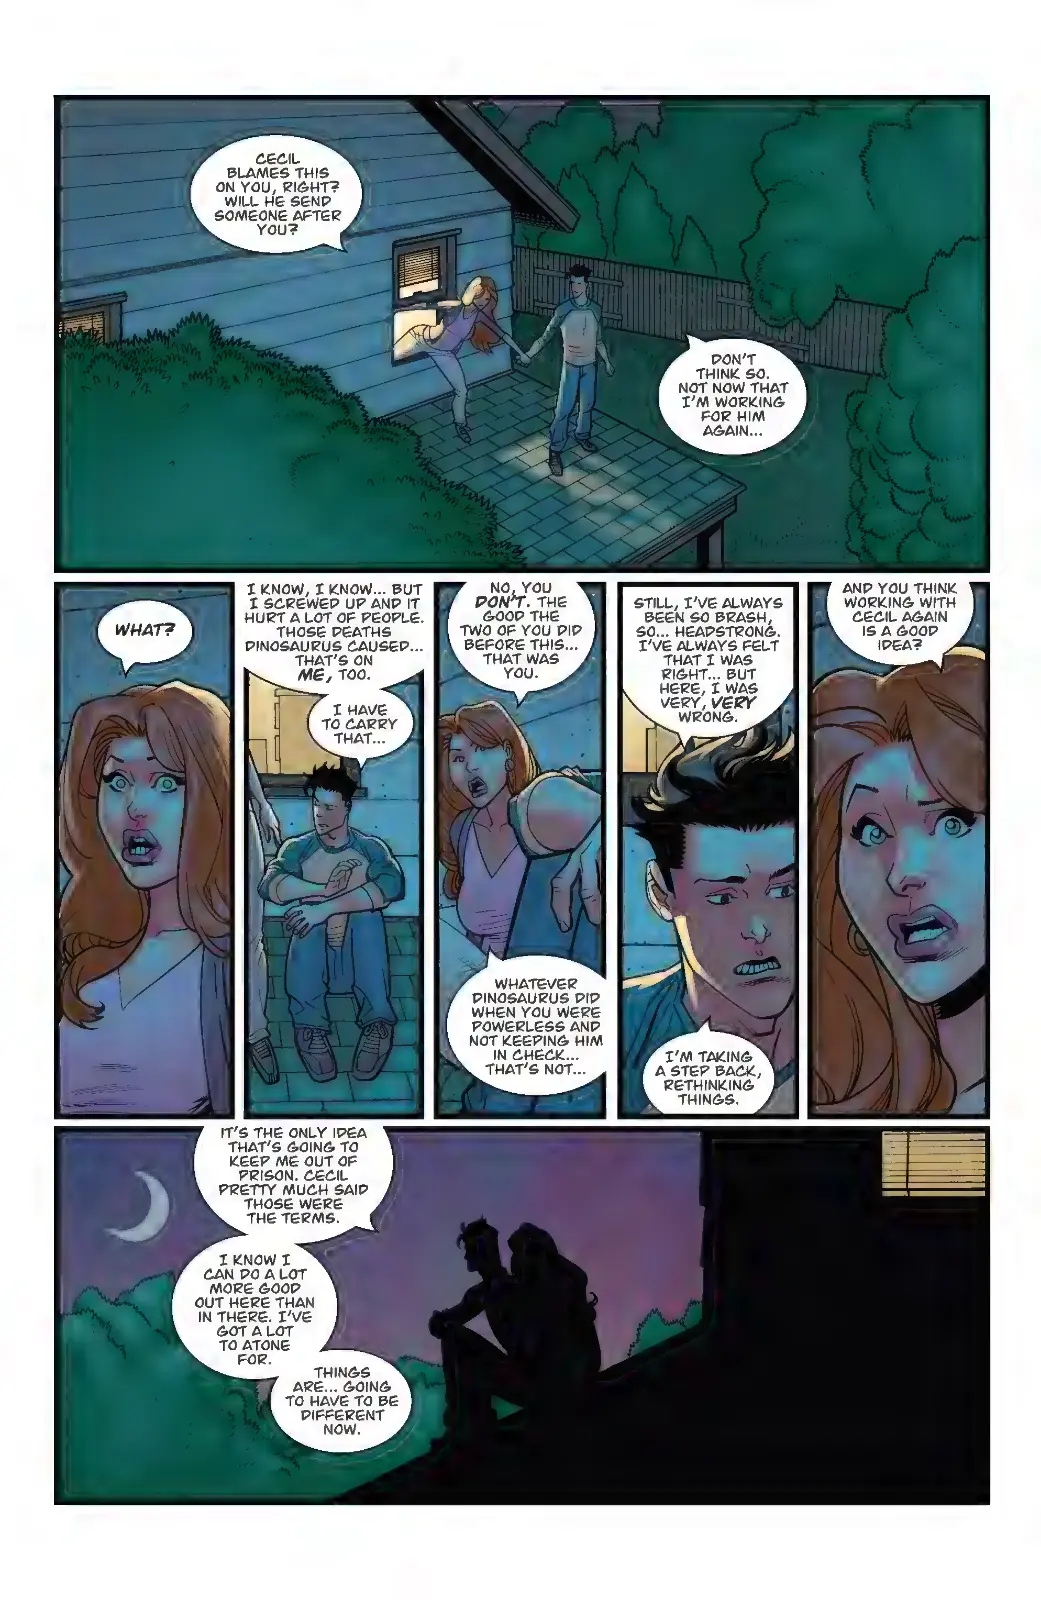 CECIL
BLAMES THIS
ON YOU, RIGHT?
WILL HE SEND
SOMEONE AFTER
YOU?
DON'T
THINK SO.
NOT NOW THAT
I'M WORKING
FOR HIM
AGAIN...
WHAT?
I KNOW, I KNOW... BUT
I SCREWED UP AND IT
HURT A LOT OF PEOPLE.
THOSE DEATHS
DINOSAURUS CAUSED...
THAT'S ON
ME, TOO.
I HAVE
TO CARRY
THAT...
NO, YOU
DON'T. THE
GOOD THE
TWO OF YOU DID
BEFORE THIS...
THAT WAS
YOU.
WHATEVER
DINOSAURUS DID
WHEN YOU WERE
POWERLESS AND
NOT KEEPING HIM
IN CHECK...
THAT'S NOT...
STILL, I'VE ALWAYS
BEEN SO BRASH,
SO... HEADSTRONG.
I'VE ALWAYS FELT
THAT I WAS
RIGHT... BUT
HERE, I WAS
VERY, VERY
WRONG.
I'M TAKING
A STEP BACK,
RETHINKING
THINGS.
AND YOU THINK
WORKING WITH
CECIL AGAIN
IS A GOOD
IDEA?
IT'S THE ONLY IDEA
THAT'S GOING TO
KEEP ME OUT OF
PRISON. CECIL
PRETTY MUCH SAID
THOSE WERE
THE TERMS.
I KNOW I
CAN DO A LOT
MORE GOOD
OUT HERE THAN
IN THERE. I'VE
GOT A LOT
TO ATONE
FOR.
THINGS
ARE... GOING
TO HAVE TO BE
DIFFERENT
NOW.